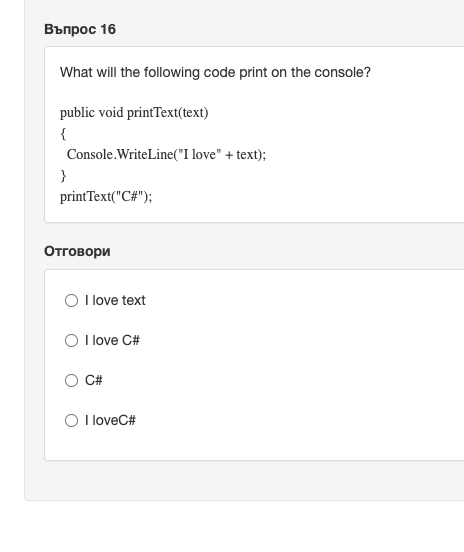 Въпрос 16
What will the following code print on the console?
public void printText(text)
{
Console.WriteLine("I love" + text);
}
printText("C#");
Отговори
I love text
I love C#
C#
I loveC#